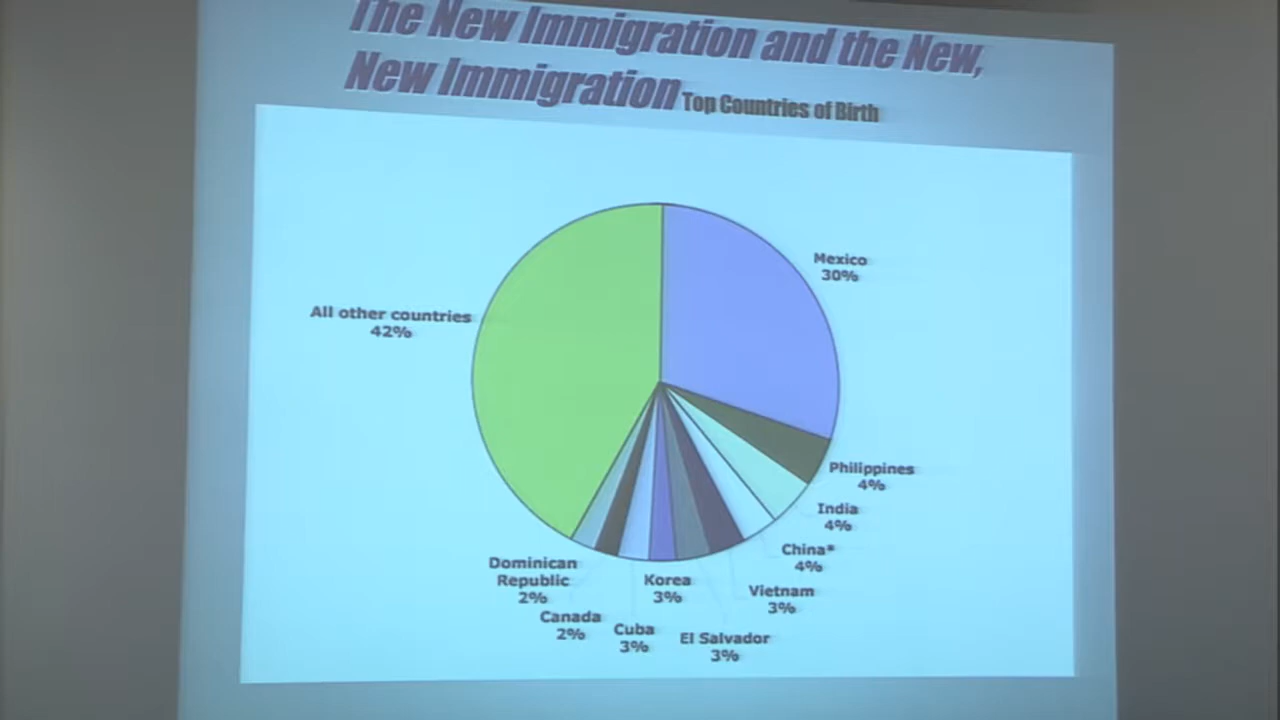 The New Immigration and the New,
New Immigration Top Countries of Birth
Mexico
30%
All other countries
42%
Philippines
4%
India
4%
China*
4%
Vietnam
3%
El Salvador
3%
Korea
3%
Cuba
3%
Canada
2%
Dominican
Republic
2%